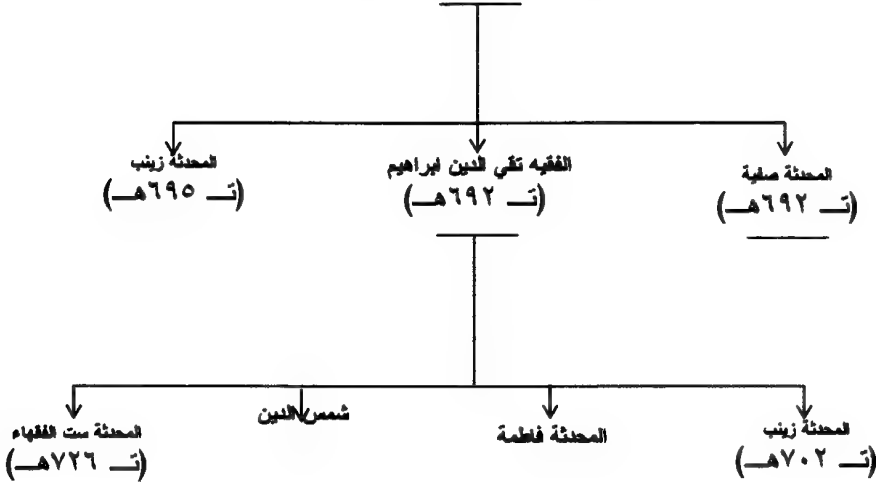 المحدثة صفية
(تـ ٦٩٢هـ)
الفقيه تقي الدين ابراهيم
(تـ ٦٩٢هـ)
المحدثة زينب
(تـ ٦٩٥هـ)
المحدثة زينب
(تـ ٧٠٢هـ)
المحدثة فاطمة
شمس الدين
المحدثة ست الفقهاء
(تـ ٧٢٦هـ)